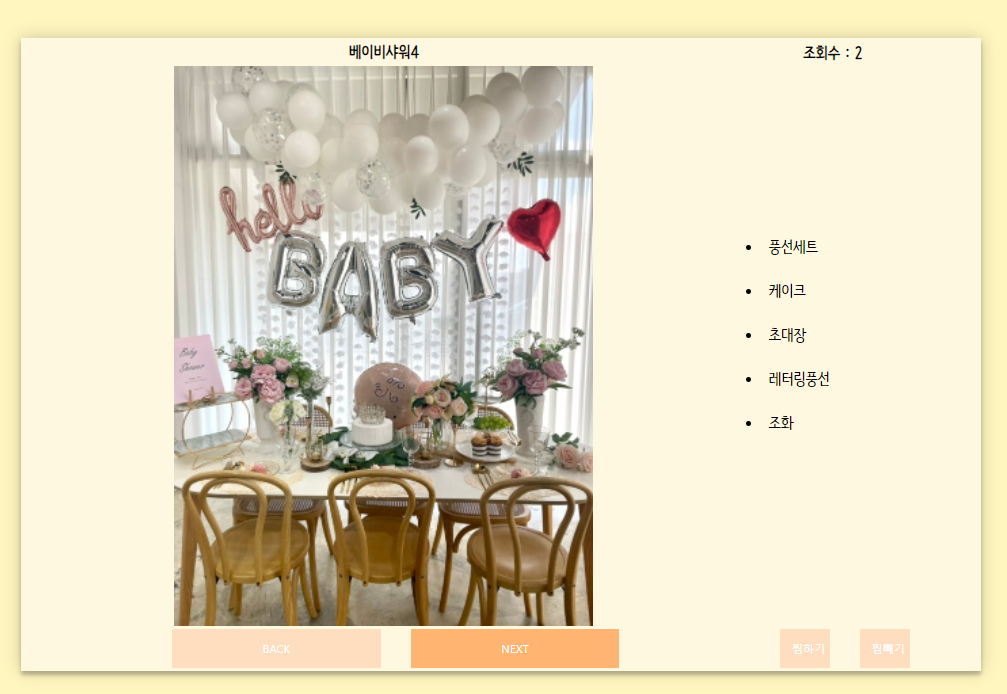 베이비샤워4
조회수 : 2
hello
BABY
Baby
Shower
풍선세트
케이크
초대장
레터링풍선
조화
BACK
NEXT
찜하기
찜빼기